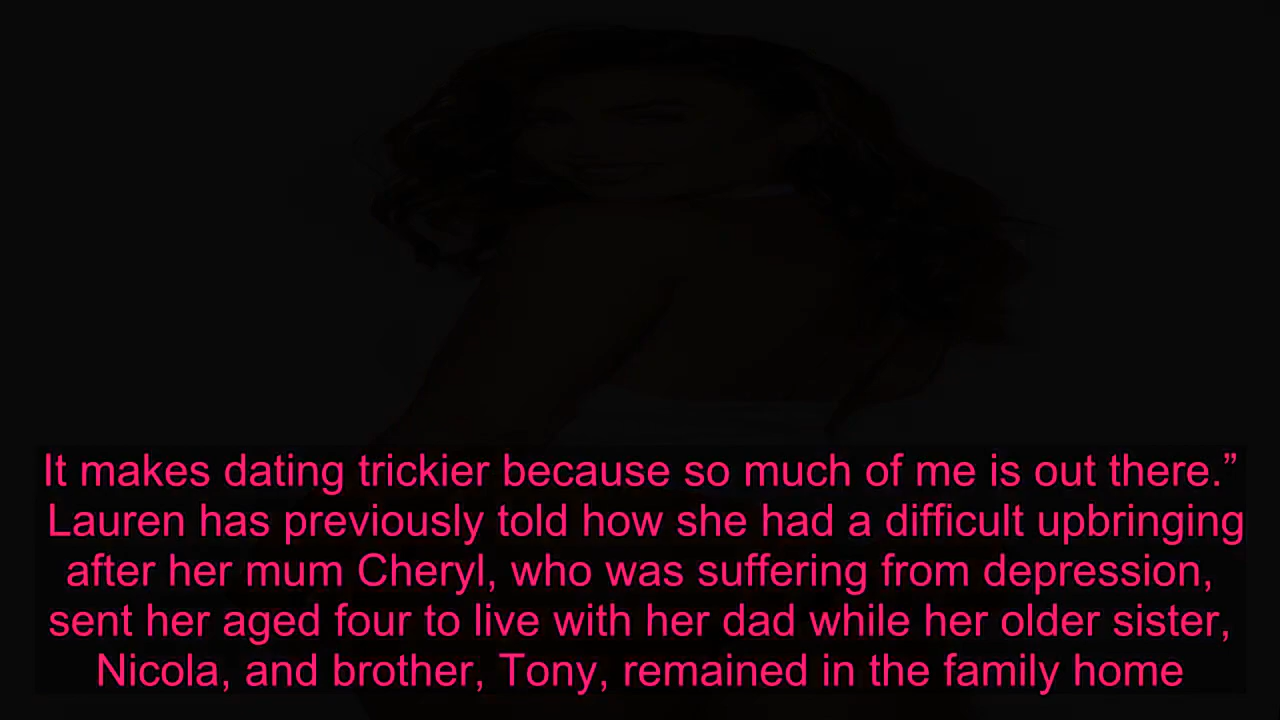 It makes dating trickier because so much of me is out there.”
Lauren has previously told how she had a difficult upbringing
after her mum Cheryl, who was suffering from depression,
sent her aged four to live with her dad while her older sister,
Nicola, and brother, Tony, remained in the family home